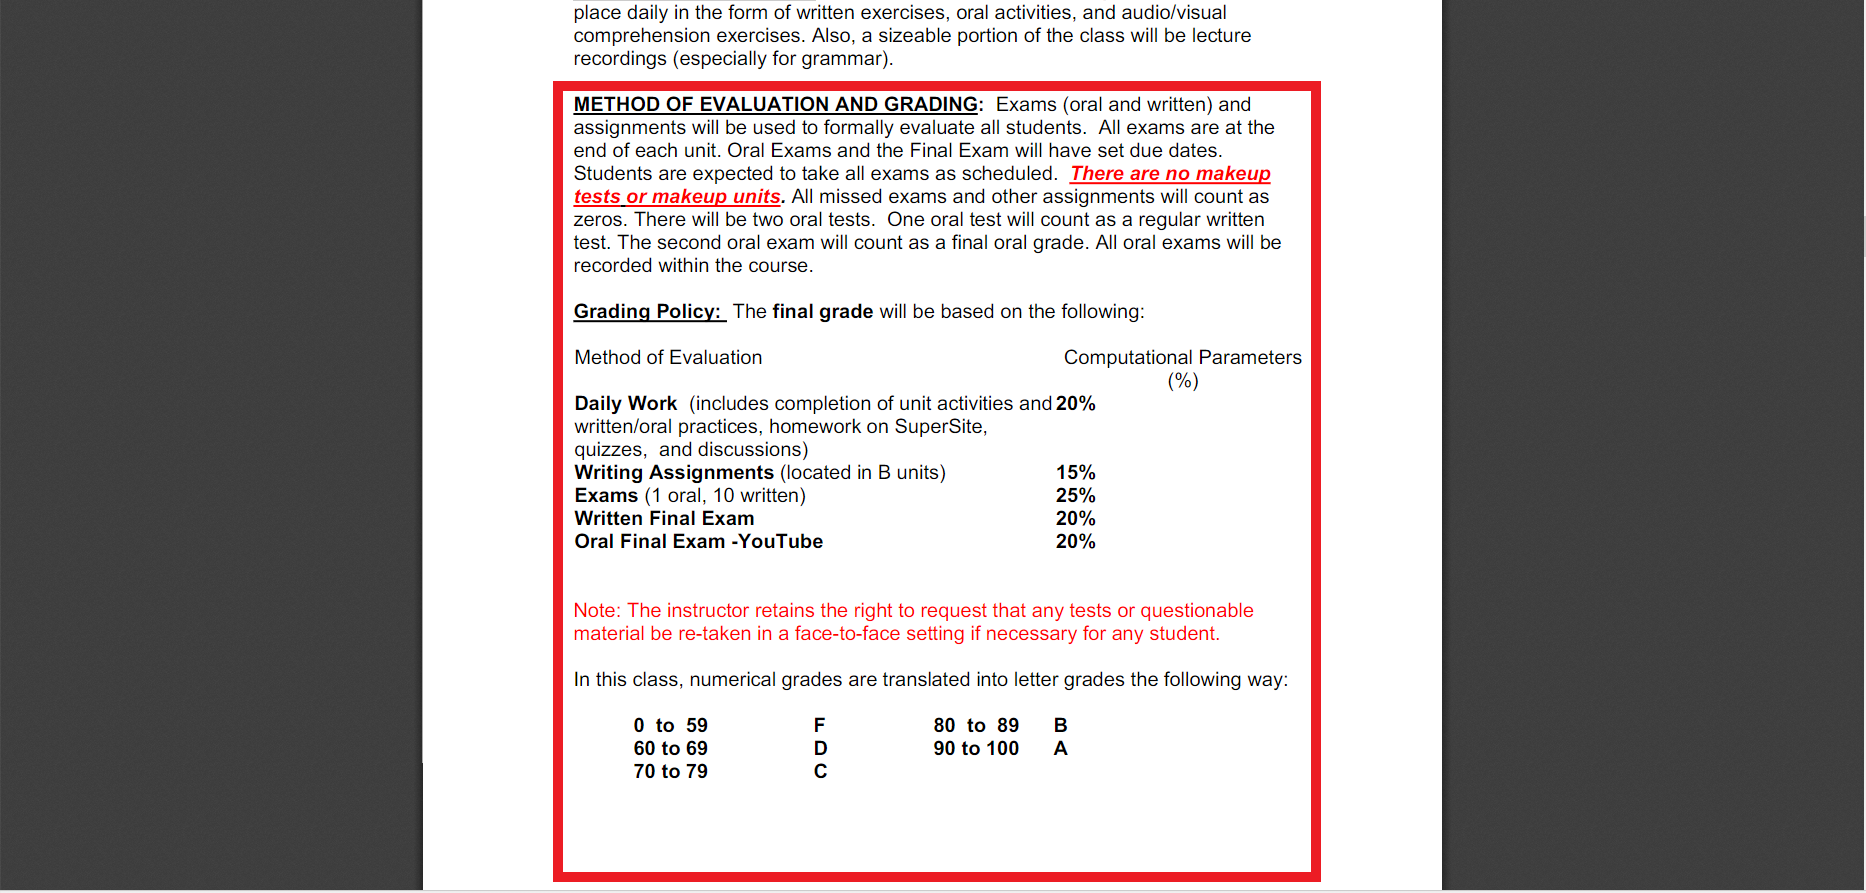 place daily in the form of written exercises, oral activities, and audio/visual
comprehension exercises. Also, a sizeable portion of the class will be lecture
recordings (especially for grammar).
METHOD OF EVALUATION AND GRADING:  Exams (oral and written) and
assignments will be used to formally evaluate all students.  All exams are at the
end of each unit. Oral Exams and the Final Exam will have set due dates.
Students are expected to take all exams as scheduled.  There are no makeup
tests or makeup units. All missed exams and other assignments will count as
zeros. There will be two oral tests.  One oral test will count as a regular written
test. The second oral exam will count as a final oral grade. All oral exams will be
recorded within the course.
Grading Policy:  The final grade will be based on the following:
Method of Evaluation Computational Parameters
(%)
Daily Work  (includes completion of unit activities and 20%
written/oral practices, homework on SuperSite,
quizzes,  and discussions)
Writing Assignments (located in B units) 15%
Exams (1 oral, 10 written) 25%
Written Final Exam 20%
Oral Final Exam -YouTube 20%
Note: The instructor retains the right to request that any tests or questionable
material be re-taken in a face-to-face setting if necessary for any student.
In this class, numerical grades are translated into letter grades the following way:
0 to 59 F 80 to 89 B
60 to 69 D 90 to 100 A
70 to 79 C